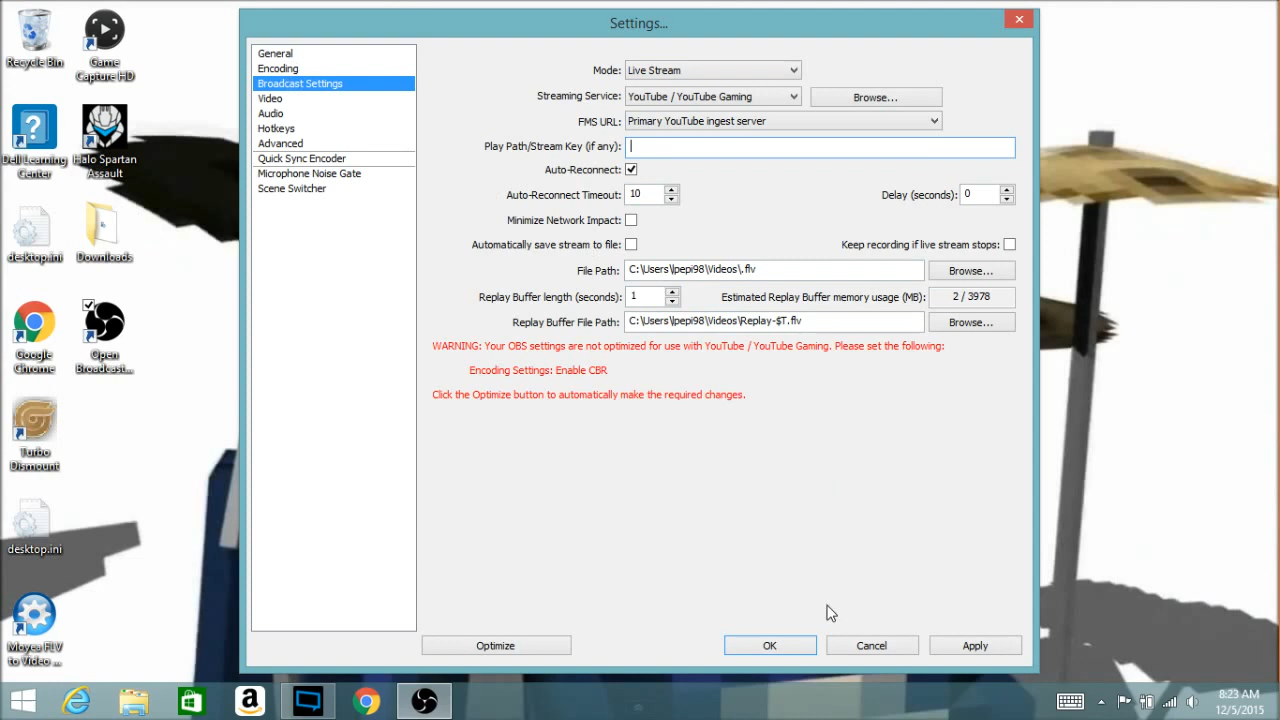 Settings...
Recycle Bin
Game Capture HD
Dell Learning Center
Halo Spartan Assault
desktop.ini
Downloads
Google Chrome
Open Broadcast...
Turbo Dismount
desktop.ini
Moyea FLV to Video ...
General
Encoding
Broadcast Settings
Video
Audio
Hotkeys
Advanced
Quick Sync Encoder
Microphone Noise Gate
Scene Switcher
Mode: Live Stream
Streaming Service: YouTube / YouTube Gaming Browse...
FMS URL: Primary YouTube ingest server
Play Path/Stream Key (if any):
Auto-Reconnect:
Auto-Reconnect Timeout: 10 Delay (seconds): 0
Minimize Network Impact:
Automatically save stream to file: Keep recording if live stream stops:
File Path: C:\Users\pepi98\Videos\.flv Browse...
Replay Buffer length (seconds): 1 Estimated Replay Buffer memory usage (MB): 2 / 3978
Replay Buffer File Path: C:\Users\pepi98\Videos\Replay-$T.flv Browse...
WARNING: Your OBS settings are not optimized for use with YouTube / YouTube Gaming. Please set the following:
Encoding Settings: Enable CBR
Click the Optimize button to automatically make the required changes.
Optimize OK Cancel Apply
8:23 AM
12/5/2015